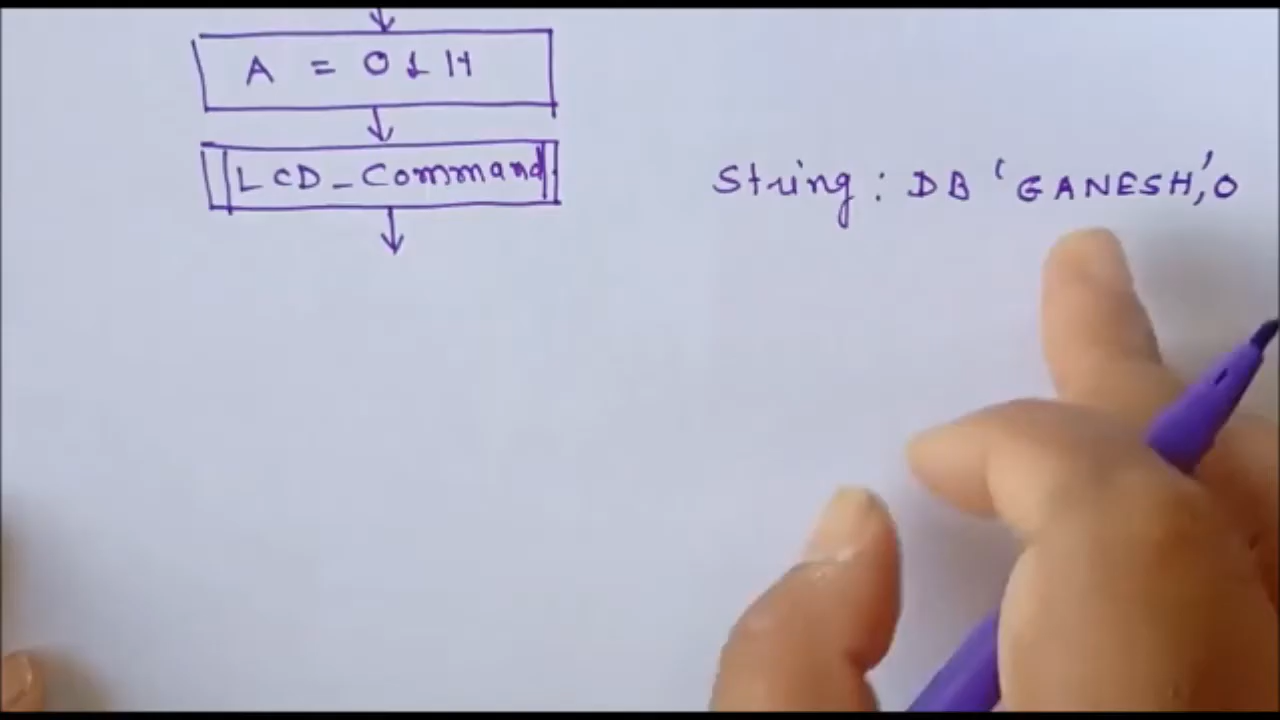 A = 01H
LCD_Command
String: DB 'GANESH', 0